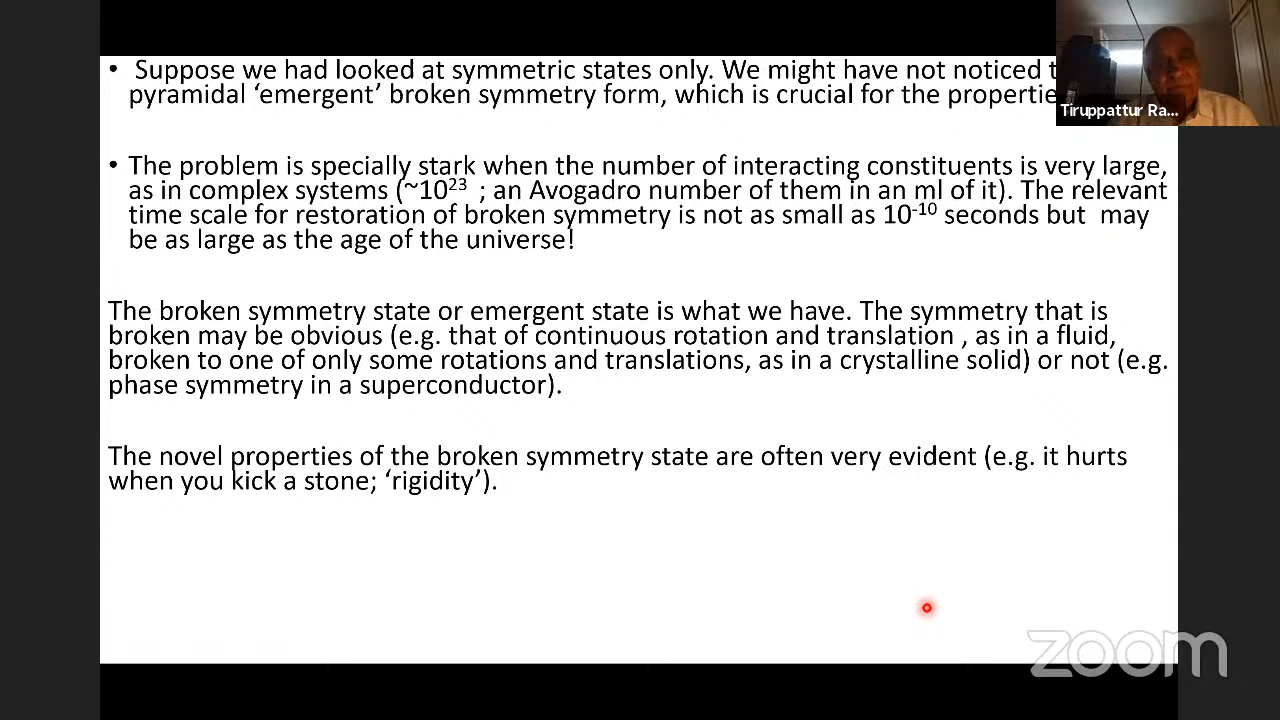 • Suppose we had looked at symmetric states only. We might have not noticed
pyramidal ‘emergent’ broken symmetry form, which is crucial for the
Tiruppattur Ra...
• The problem is specially stark when the number of interacting constituents is very large,
as in complex systems (~10²³ ; an Avogadro number of them in an ml of it). The relevant
time scale for restoration of broken symmetry is not as small as 10⁻¹⁰ seconds but may
be as large as the age of the universe!
The broken symmetry state or emergent state is what we have. The symmetry that is
broken may be obvious (e.g. that of continuous rotation and translation , as in a fluid,
broken to one of only some rotations and translations, as in a crystalline solid) or not (e.g.
phase symmetry in a superconductor).
The novel properties of the broken symmetry state are often very evident (e.g. it hurts
when you kick a stone; ‘rigidity’).
zoom